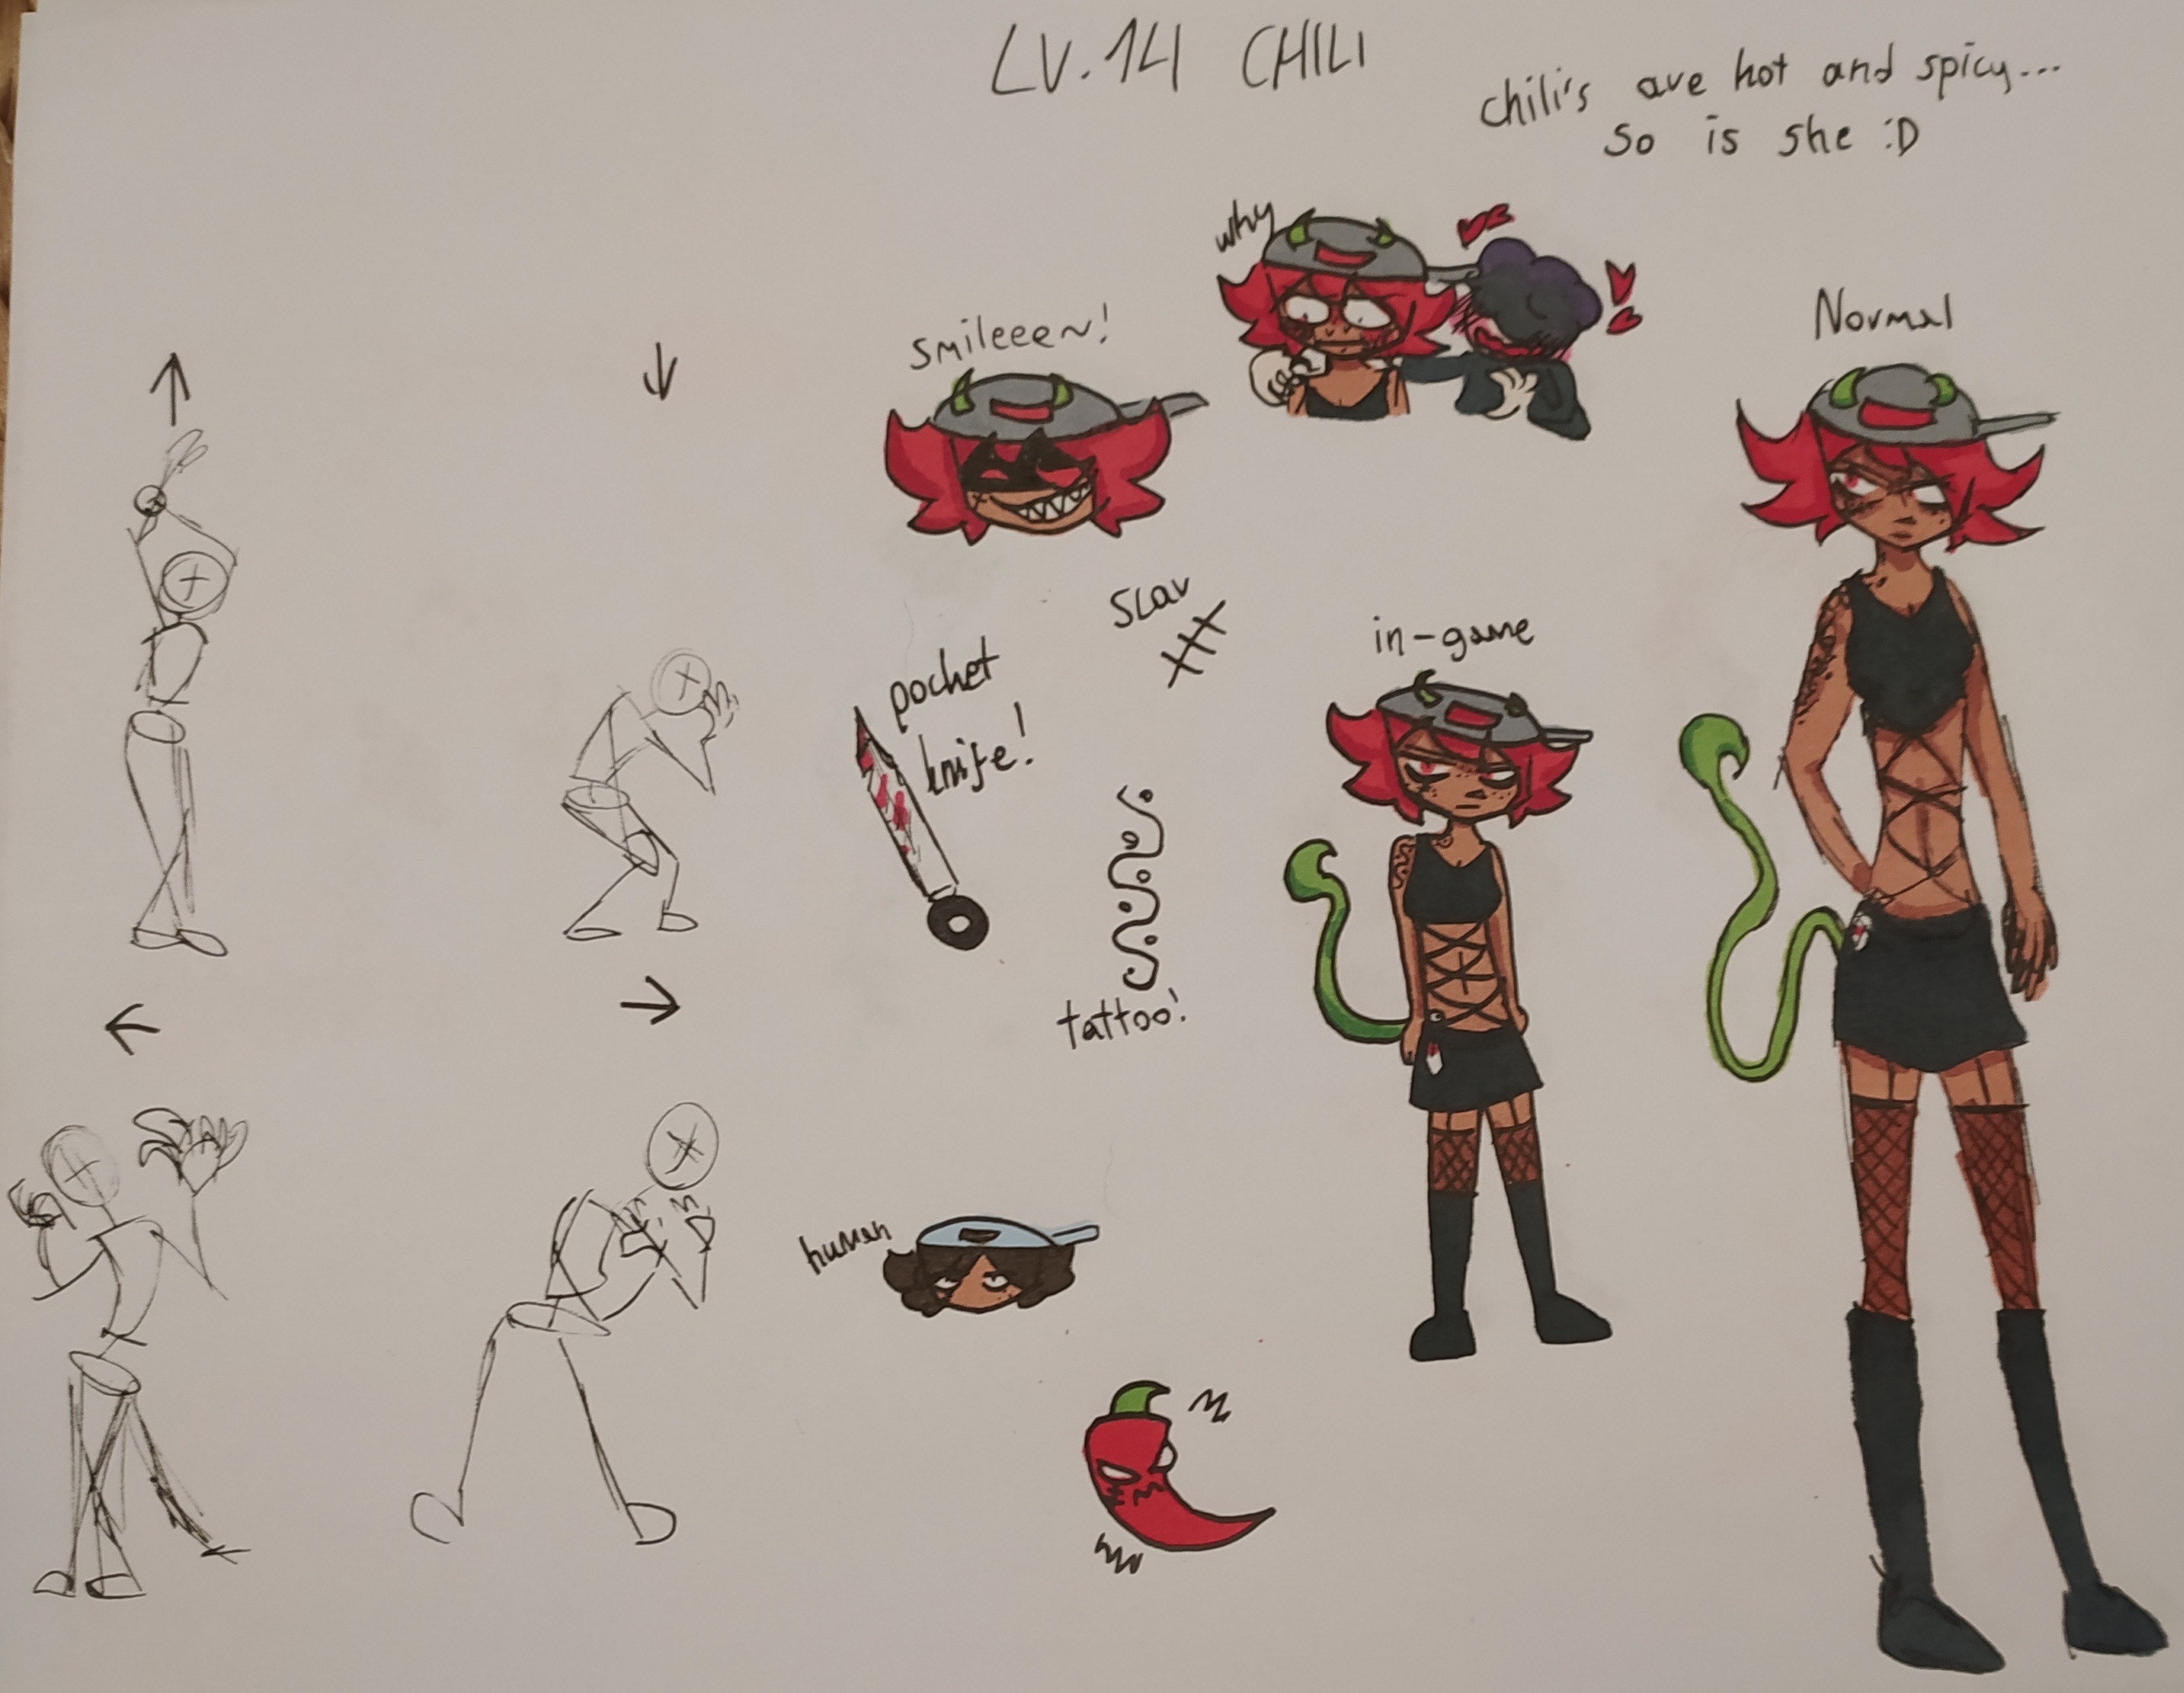 LV.14 CHILI
chili's are hot and spicy...
So is she :D
why
smileeen!
Normal
scar
pocket
knife!
in-game
tattoo!
human